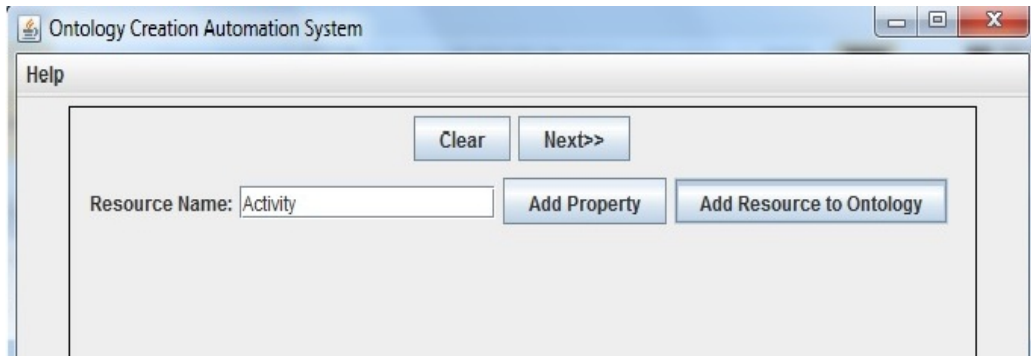 Ontology Creation Automation System
Help
Clear Next>>
Resource Name: Activity Add Property Add Resource to Ontology